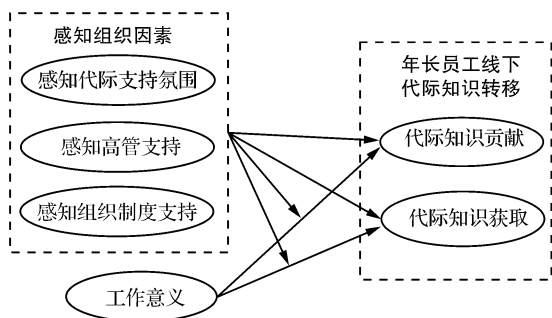 感知组织因素
感知代际支持氛围
感知高管支持
感知组织制度支持
工作意义
年长员工线下
代际知识转移
代际知识贡献
代际知识获取